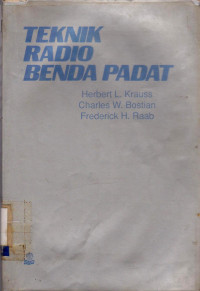 TEKNIK
RADIO
BENDA PADAT
Herbert L. Krauss
Charles W. Bostian
Frederick H. Raab